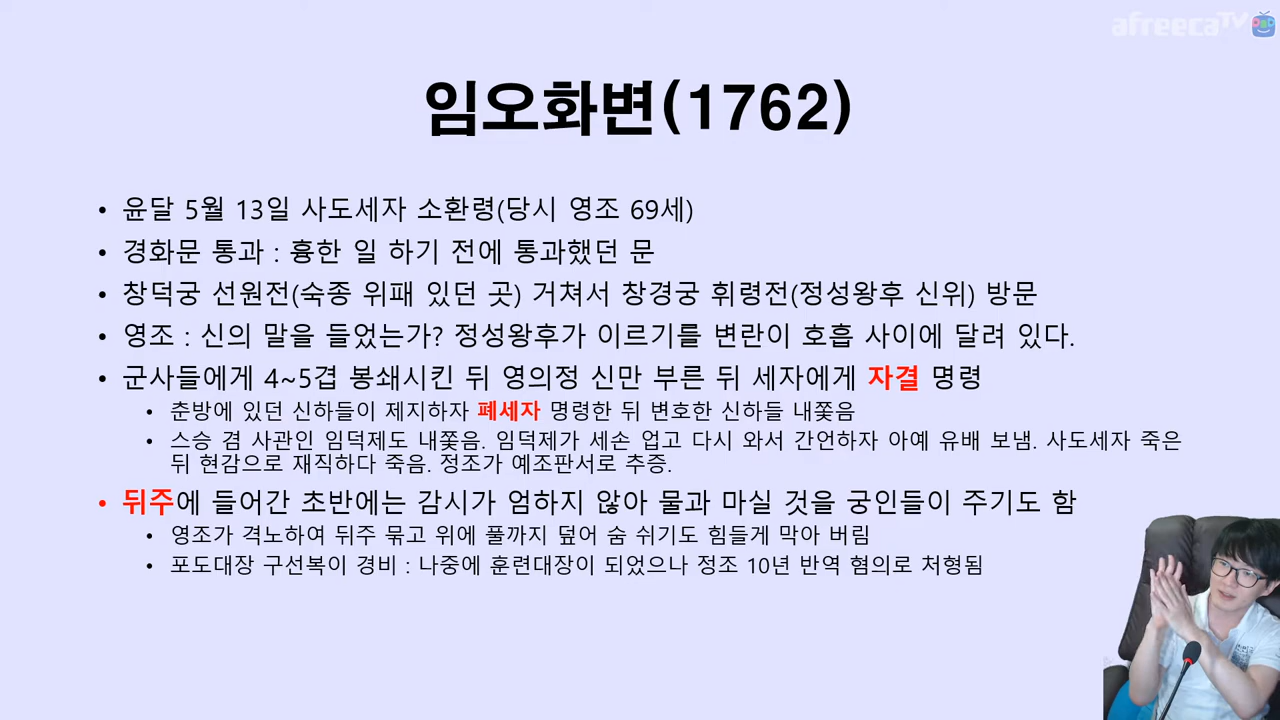 afreecaTV
임오화변(1762)
• 윤달 5월 13일 사도세자 소환령(당시 영조 69세)
• 경화문 통과 : 흉한 일 하기 전에 통과했던 문
• 창덕궁 선원전(숙종 위패 있던 곳) 거쳐서 창경궁 휘령전(정성왕후 신위) 방문
• 영조 : 신의 말을 들었는가? 정성왕후가 이르기를 변란이 호흡 사이에 달려 있다.
• 군사들에게 4~5겹 봉쇄시킨 뒤 영의정 신만 부른 뒤 세자에게 자결 명령
• 춘방에 있던 신하들이 제지하자 폐세자 명령한 뒤 변호한 신하들 내쫓음
• 스승 겸 사관인 임덕제도 내쫓음. 임덕제가 세손 업고 다시 와서 간언하자 아예 유배 보냄. 사도세자 죽은
뒤 현감으로 재직하다 죽음. 정조가 예조판서로 추증.
• 뒤주에 들어간 초반에는 감시가 엄하지 않아 물과 마실 것을 궁인들이 주기도 함
• 영조가 격노하여 뒤주 묶고 위에 풀까지 덮어 숨 쉬기도 힘들게 막아 버림
• 포도대장 구선복이 경비 : 나중에 훈련대장이 되었으나 정조 10년 반역 혐의로 처형됨